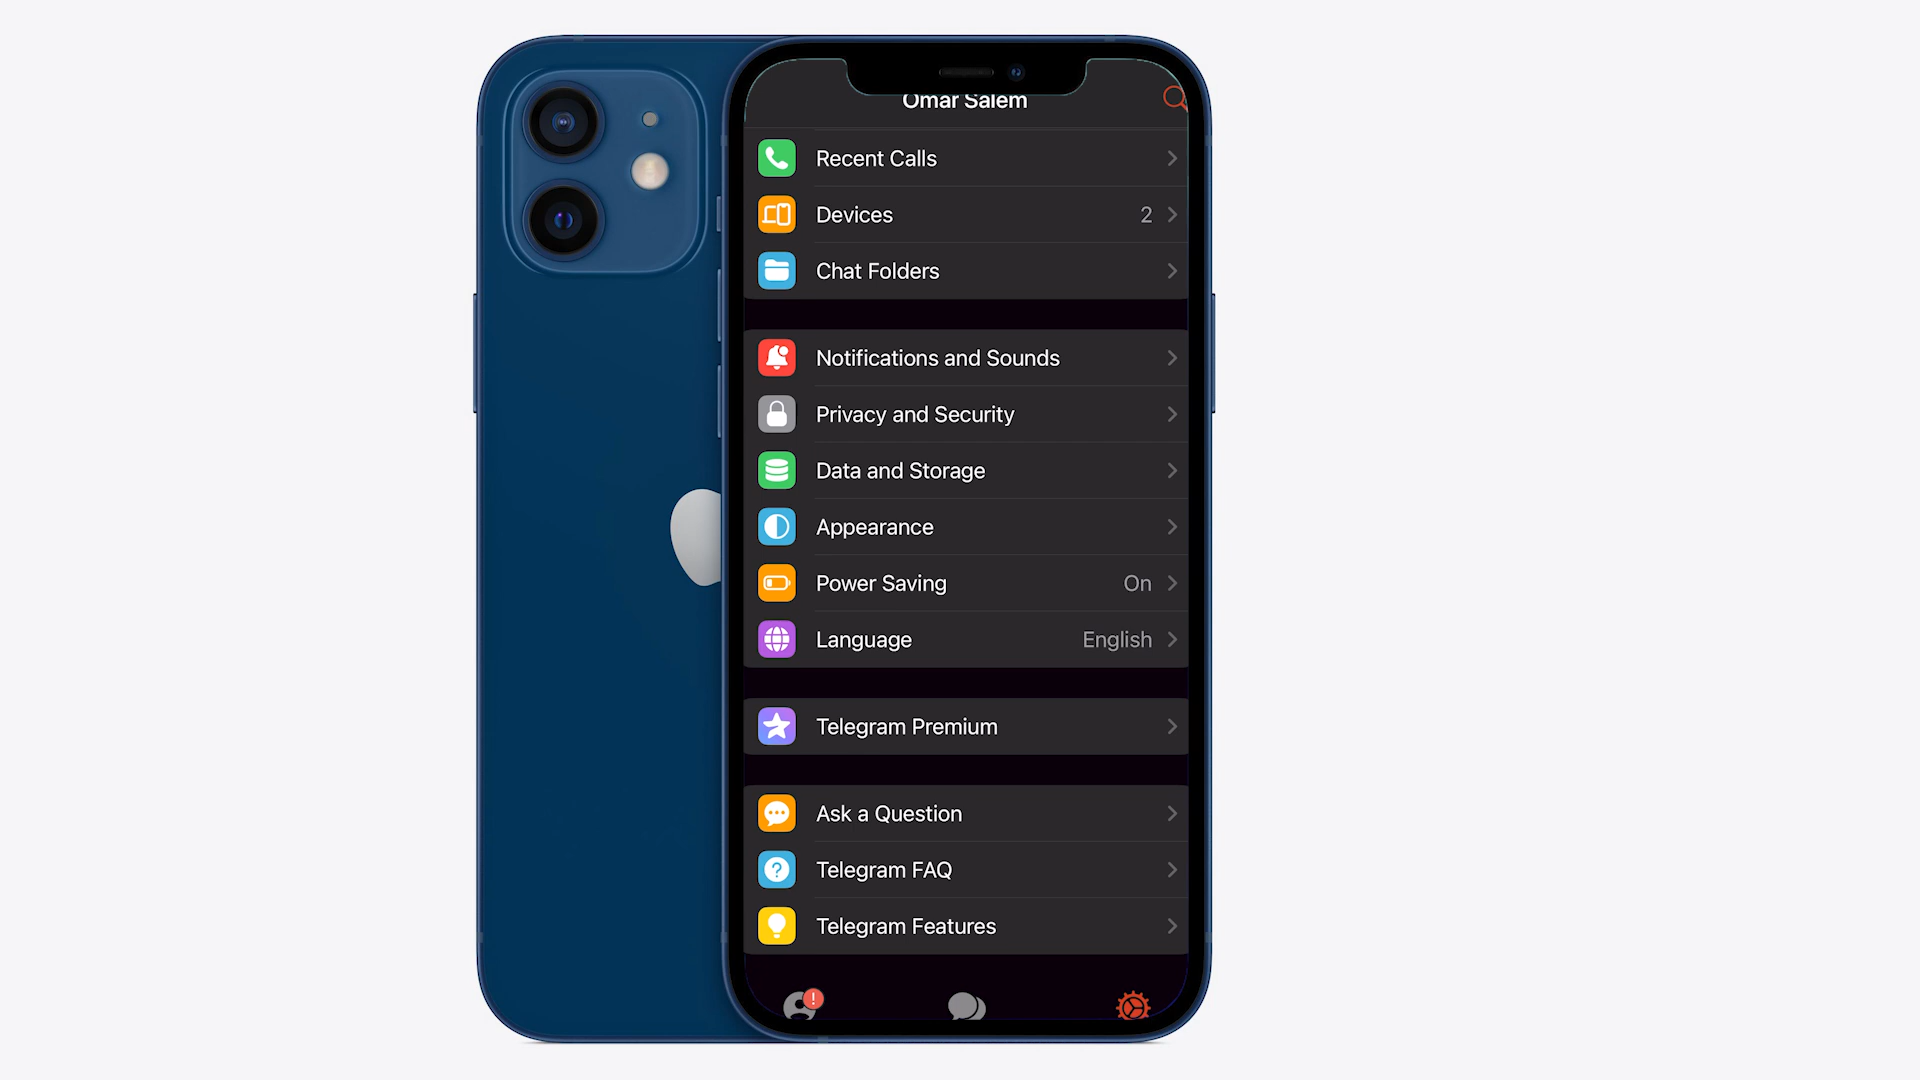 Omar Salem
Recent Calls
Devices 2
Chat Folders
Notifications and Sounds
Privacy and Security
Data and Storage
Appearance
Power Saving On
Language English
Telegram Premium
Ask a Question
Telegram FAQ
Telegram Features